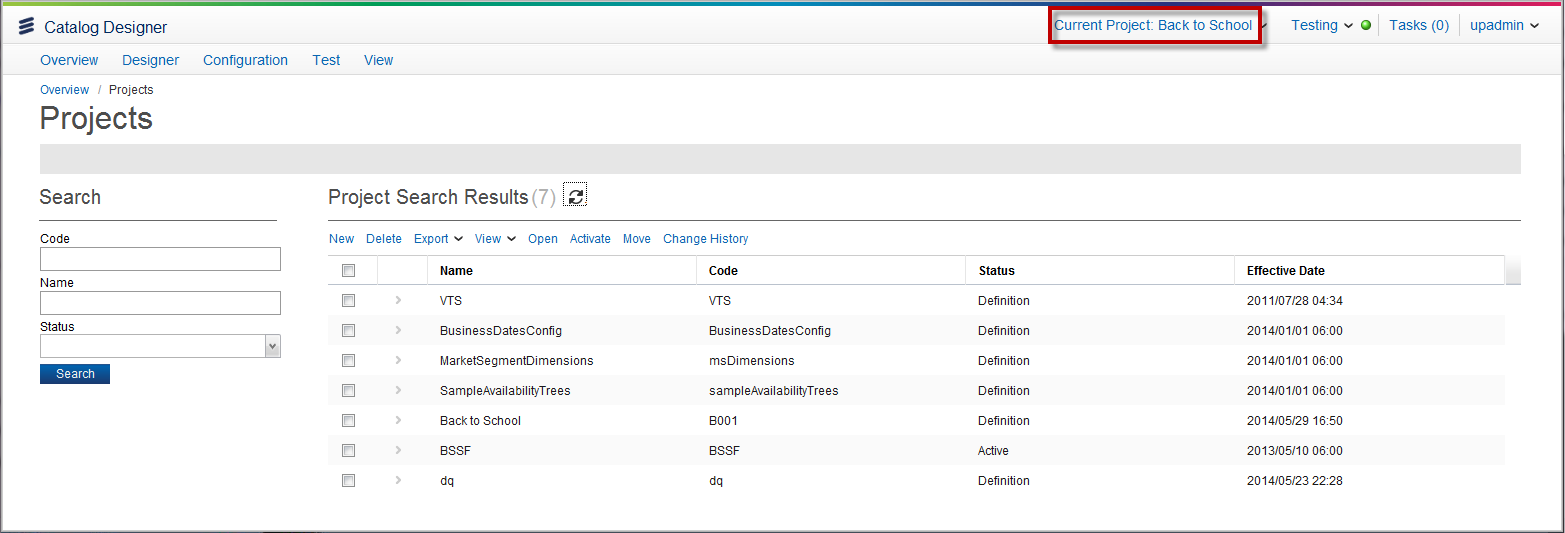 Catalog Designer
Current Project: Back to School
Testing
Tasks (0)
upadmin
Overview Designer Configuration Test View
Overview / Projects
Projects
Search
Code
Name
Status
Search
Project Search Results (7)
New Delete Export View Open Activate Move Change History
Name Code Status Effective Date
VTS VTS Definition 2011/07/28 04:34
BusinessDatesConfig BusinessDatesConfig Definition 2014/01/01 06:00
MarketSegmentDimensions msDimensions Definition 2014/01/01 06:00
SampleAvailabilityTrees sampleAvailabilityTrees Definition 2014/01/01 06:00
Back to School B001 Definition 2014/05/29 16:50
BSSF BSSF Active 2013/05/10 06:00
dq dq Definition 2014/05/23 22:28